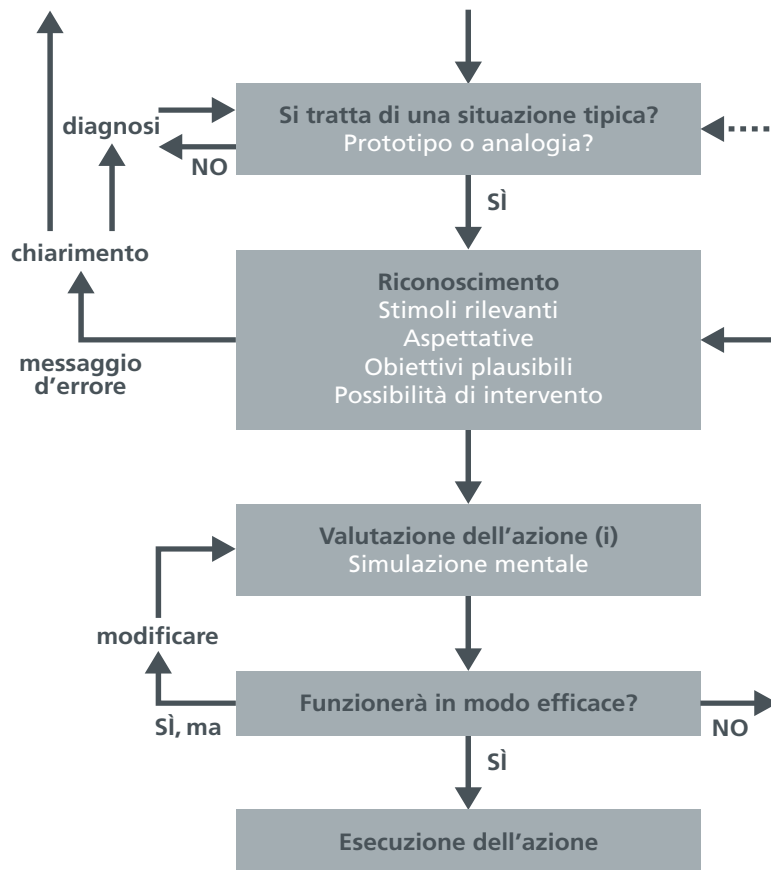 Si tratta di una situazione tipica?
Prototipo o analogia?
diagnosi
NO
SÌ
chiarimento
Riconoscimento
Stimoli rilevanti
Aspettative
Obiettivi plausibili
Possibilità di intervento
messaggio
d'errore
Valutazione dell'azione (i)
Simulazione mentale
modificare
Funzionerà in modo efficace?
SÌ, ma
NO
SÌ
Esecuzione dell'azione